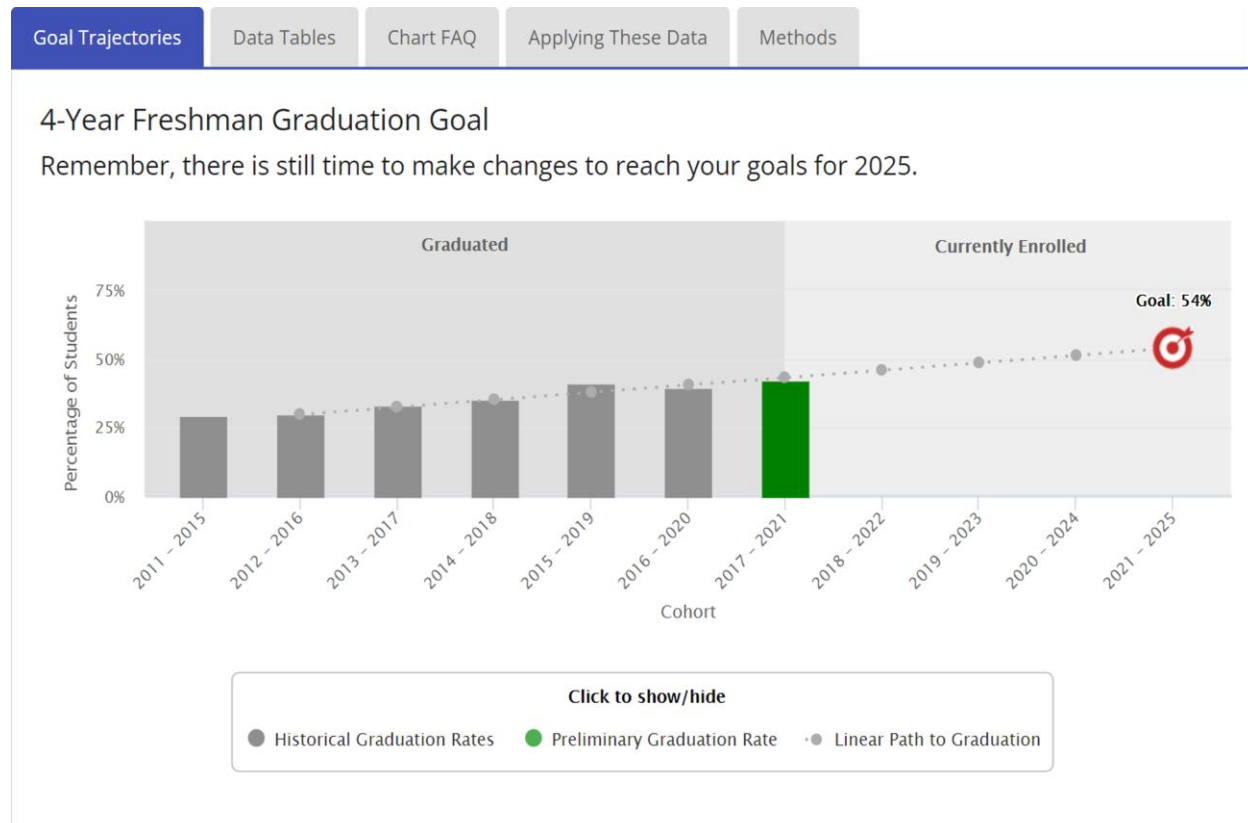 Goal Trajectories
Data Tables
Chart FAQ
Applying These Data
Methods
4-Year Freshman Graduation Goal
Remember, there is still time to make changes to reach your goals for 2025.
Graduated
Currently Enrolled
Goal: 54%
Percentage of Students
75%
50%
25%
0%
2011 – 2015
2012 – 2016
2013 – 2017
2014 – 2018
2015 – 2019
2016 – 2020
2017 – 2021
2018 – 2022
2019 – 2023
2020 – 2024
2021 – 2025
Cohort
Click to show/hide
Historical Graduation Rates
Preliminary Graduation Rate
Linear Path to Graduation